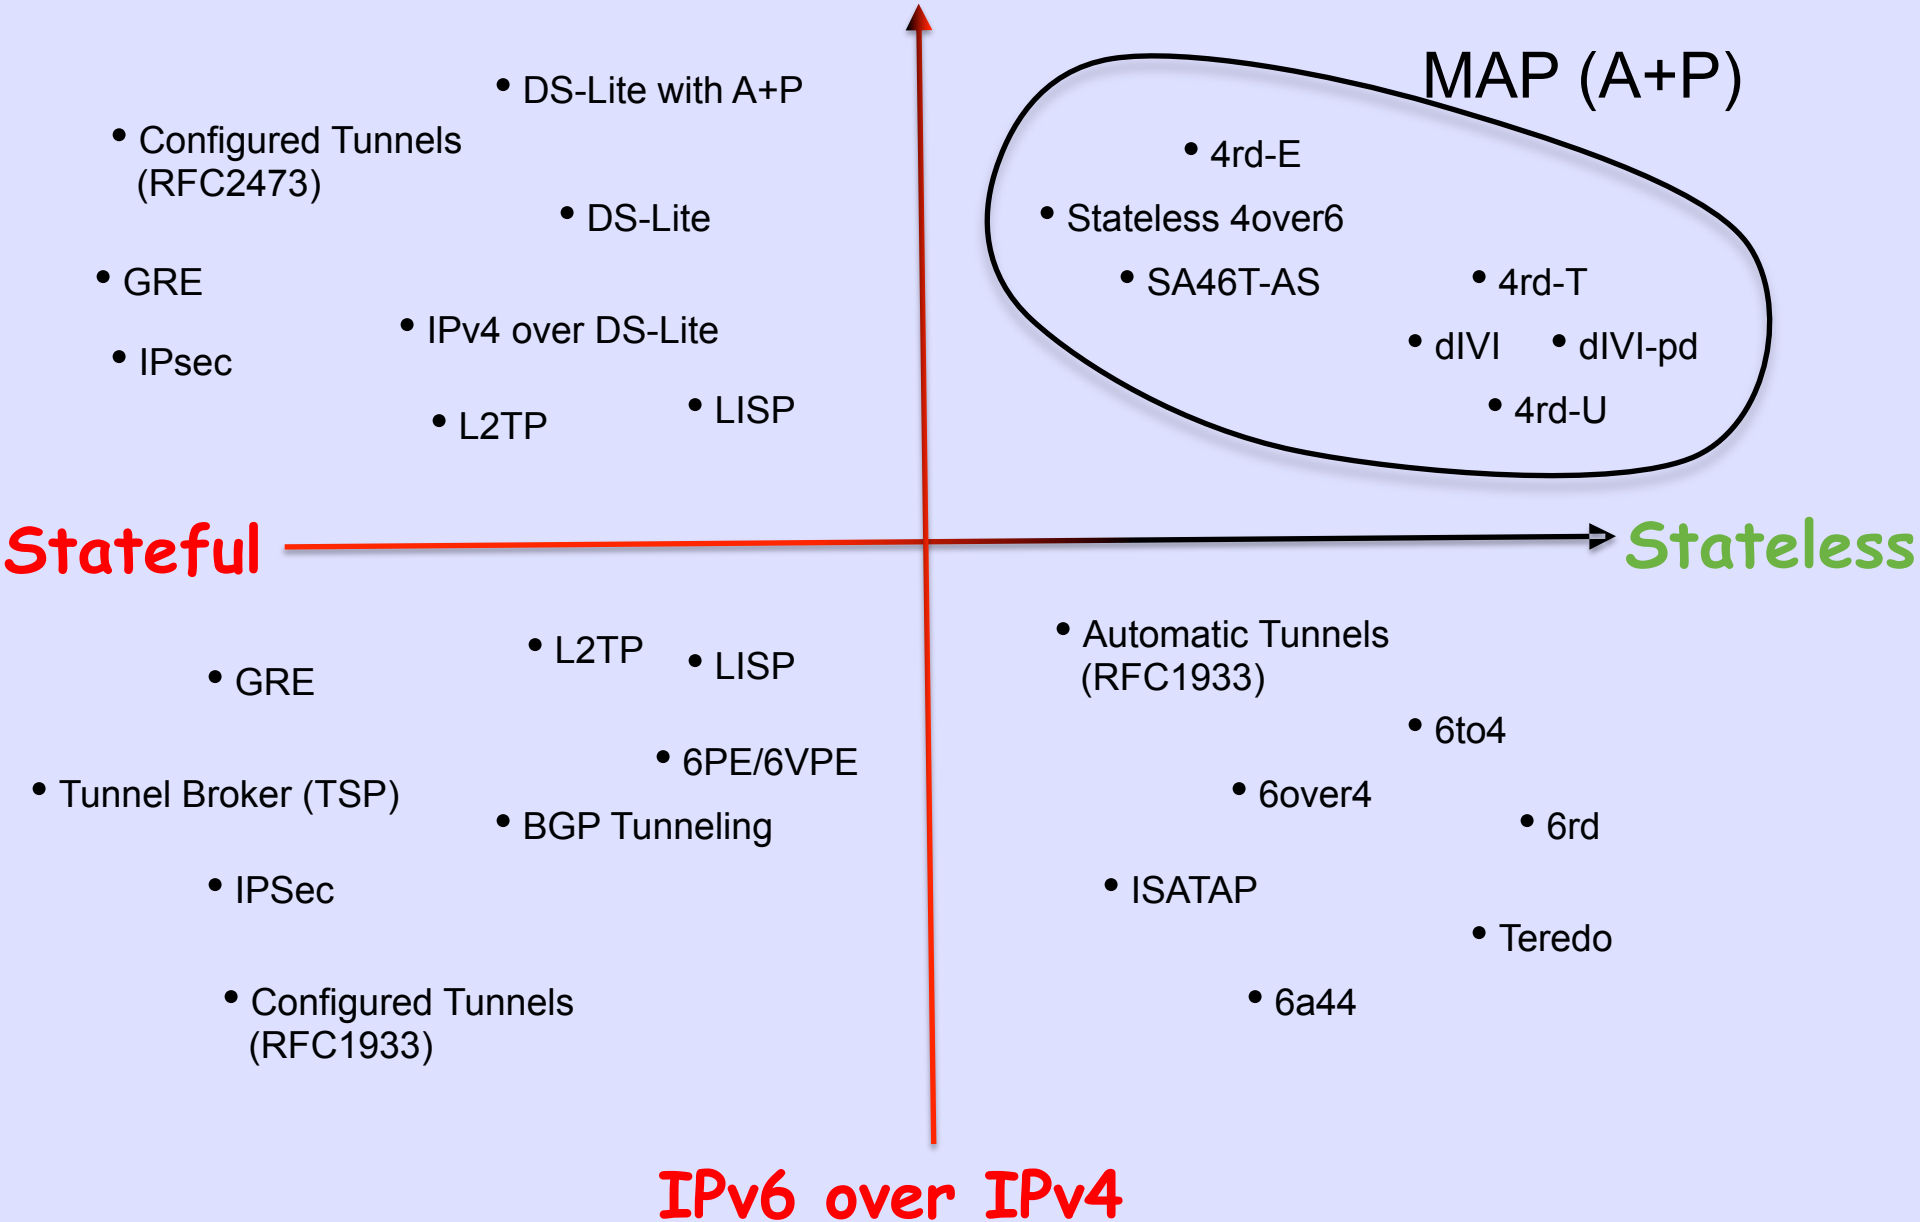 MAP (A+P)
• DS-Lite with A+P
• Configured Tunnels
(RFC2473)
• 4rd-E
• DS-Lite
• Stateless 4over6
• GRE
• SA46T-AS
• 4rd-T
• IPv4 over DS-Lite
• IPsec
• dIVI
• dIVI-pd
• L2TP
• LISP
• 4rd-U
Stateful
Stateless
• L2TP
• LISP
• GRE
• Automatic Tunnels
(RFC1933)
• 6to4
• 6PE/6VPE
• Tunnel Broker (TSP)
• 6over4
• BGP Tunneling
• 6rd
• IPSec
• ISATAP
• Teredo
• Configured Tunnels
(RFC1933)
• 6a44
IPv6 over IPv4